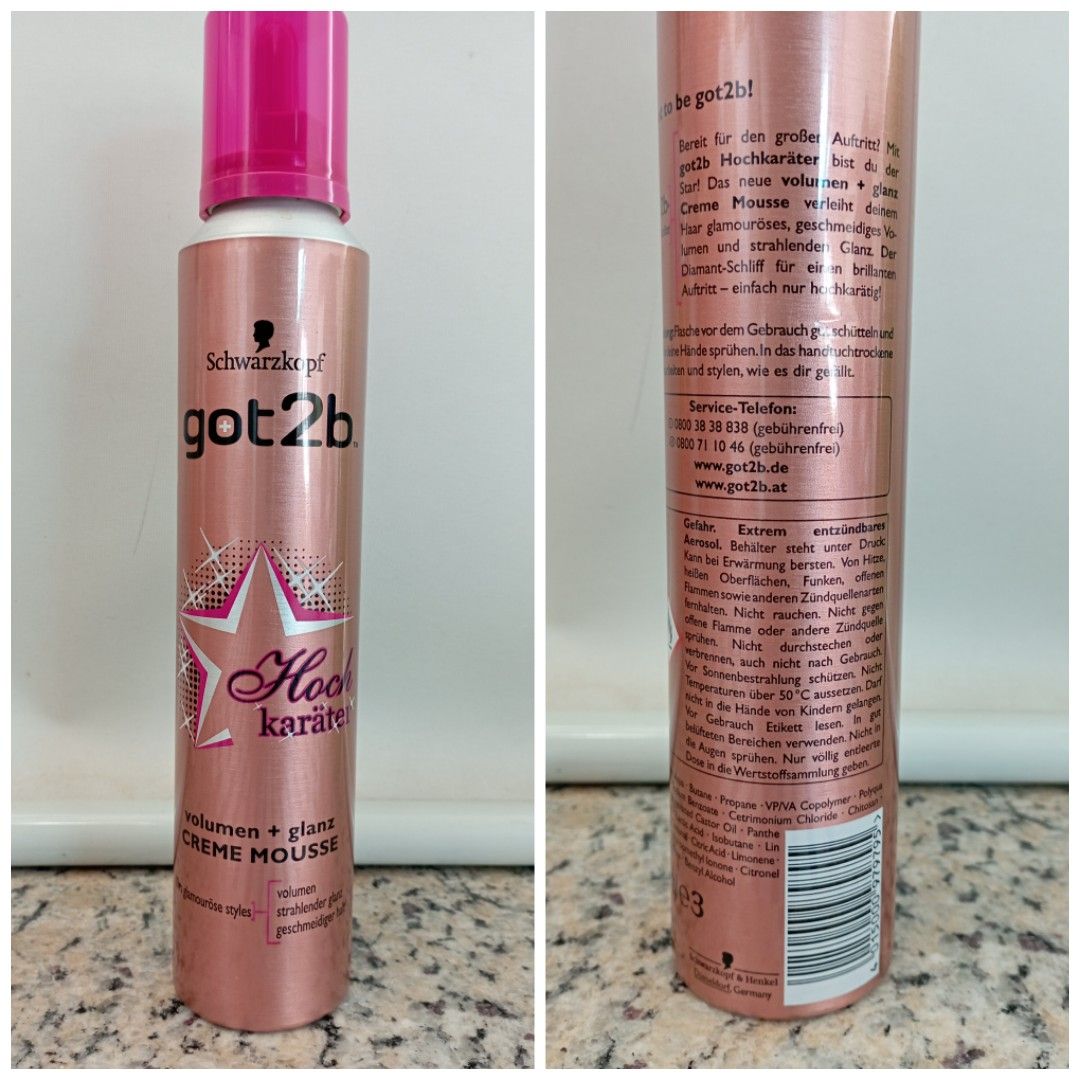 Schwarzkopf
got2b
Hoch
karäter
volumen + glanz
CREME MOUSSE
glamouröse styles
volumen
strahlender glanz
geschmeidiger
to be got2b!
Bereit für den großen Auftritt? Mit
got2b Hochkaräter bist du der
Star! Das neue volumen + glanz
Creme Mousse verleiht deinem
Haar glamouröses, geschmeidiges Vo-
lumen und strahlenden Glanz. Der
Diamant-Schliff für einen brillanten
Auftritt – einfach nur hochkarätig!
Flasche vor dem Gebrauch gut schütteln und
Hände sprühen. In das handtuchtrockene
und stylen, wie es dir gefällt.
Service-Telefon:
0800 38 38 838 (gebührenfrei)
0800 71 10 46 (gebührenfrei)
www.got2b.de
www.got2b.at
Gefahr. Extrem entzündbares
Aerosol. Behälter steht unter Druck:
Kann bei Erwärmung bersten. Von Hitze,
heißen Oberflächen, Funken, offenen
Flammen sowie anderen Zündquellenarten
fernhalten. Nicht rauchen. Nicht gegen
offene Flamme oder andere Zündquelle
sprühen. Nicht durchstechen oder
verbrennen, auch nicht nach Gebrauch.
Vor Sonnenbestrahlung schützen. Nicht
Temperaturen über 50°C aussetzen. Darf
nicht in die Hände von Kindern gelangen.
Vor Gebrauch Etikett lesen. In gut
belüfteten Bereichen verwenden. Nicht in
die Augen sprühen. Nur völlig entleerte
Dose in die Wertstoffsammlung geben.
· Butane · Propane · VP/VA Copolymer ·
Benzoate · Cetrimonium Chloride · Chitosan ·
Castor Oil ·
Acid · Isobutane ·
· Citric Acid · Limonene ·
Ionone ·
· Benzyl Alcohol
e3
Schwarzkopf & Henkel
Düsseldorf, Germany